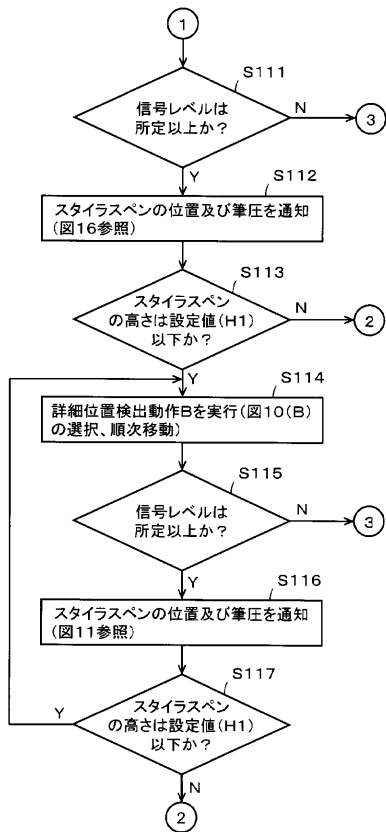 1
S111
信号レベルは
所定以上か?
N
3
Y
S112
スタイラスペンの位置及び筆圧を通知
(図16参照)
S113
スタイラスペン
の高さは設定値(H1)
以下か?
N
2
Y
S114
詳細位置検出動作Bを実行(図10(B)
の選択、順次移動)
S115
信号レベルは
所定以上か?
N
3
Y
S116
スタイラスペンの位置及び筆圧を通知
(図11参照)
S117
スタイラスペン
の高さは設定値(H1)
以下か?
Y
N
2